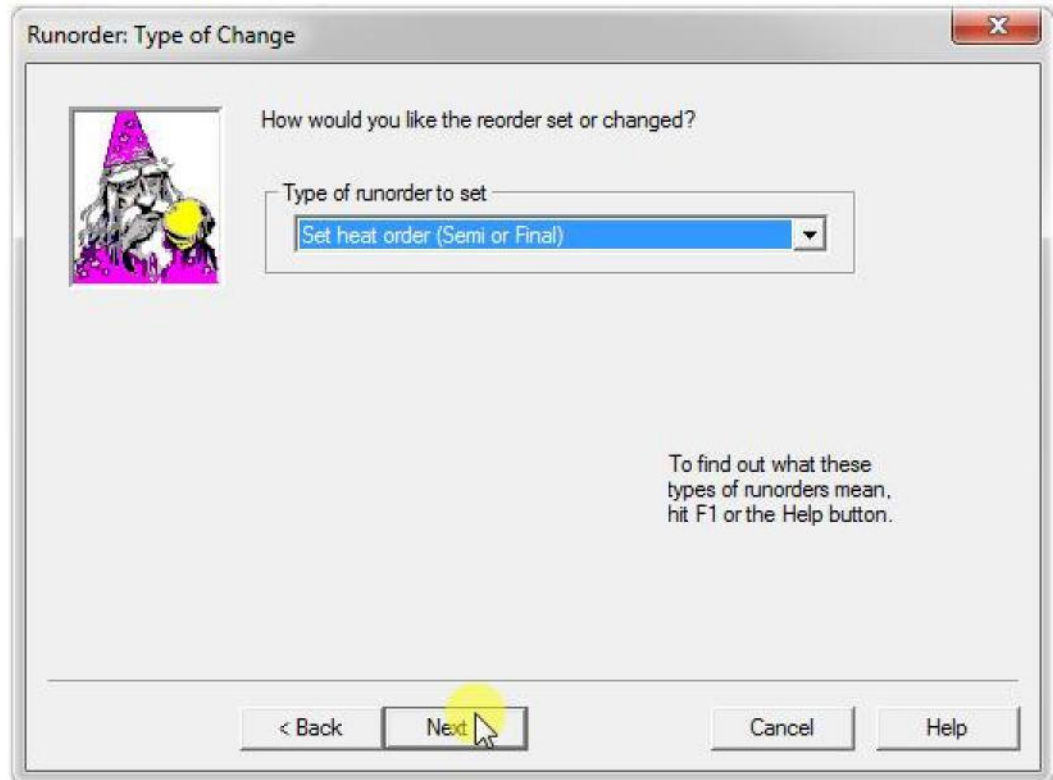 Runorder: Type of Change
How would you like the reorder set or changed?
Type of runorder to set
Set heat order (Semi or Final)
To find out what these
types of runorders mean,
hit F1 or the Help button.
< Back
Next
Cancel
Help